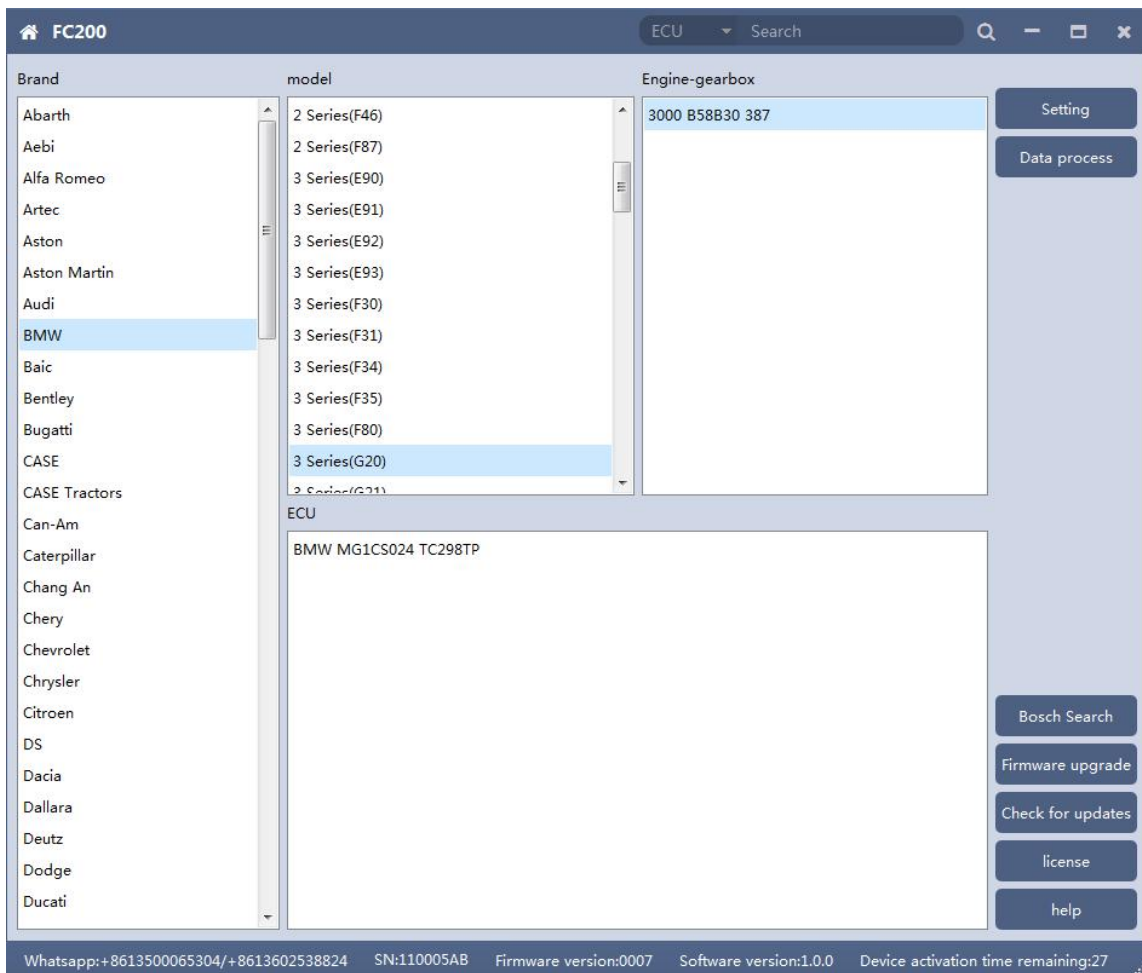 FC200
ECU
Search
Brand
model
Engine-gearbox
Abarth
Aebi
Alfa Romeo
Artec
Aston
Aston Martin
Audi
BMW
Baic
Bentley
Bugatti
CASE
CASE Tractors
Can-Am
Caterpillar
Chang An
Chery
Chevrolet
Chrysler
Citroen
DS
Dacia
Dallara
Deutz
Dodge
Ducati
2 Series(F46)
2 Series(F87)
3 Series(E90)
3 Series(E91)
3 Series(E92)
3 Series(E93)
3 Series(F30)
3 Series(F31)
3 Series(F34)
3 Series(F35)
3 Series(F80)
3 Series(G20)
3 Series(G21)
3000 B58B30 387
ECU
BMW MG1CS024 TC298TP
Setting
Data process
Bosch Search
Firmware upgrade
Check for updates
license
help
Whatsapp:+8613500065304/+8613602538824 SN:110005AB Firmware version:0007 Software version:1.0.0 Device activation time remaining:27